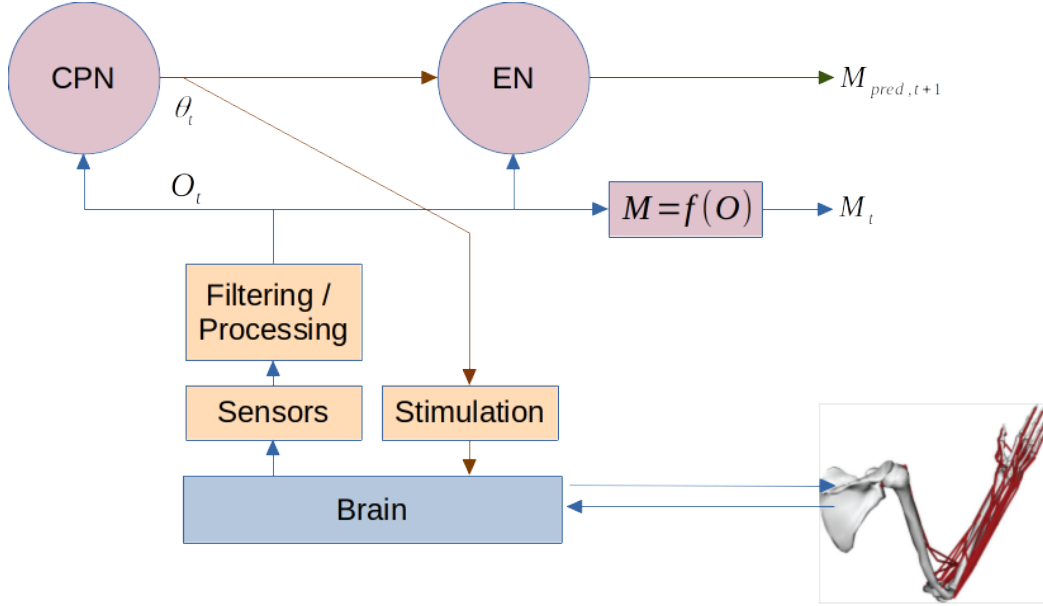 CPN
EN
M pred,t+1
θt
Ot
M=f(O)
Mt
Filtering /
Processing
Sensors
Stimulation
Brain